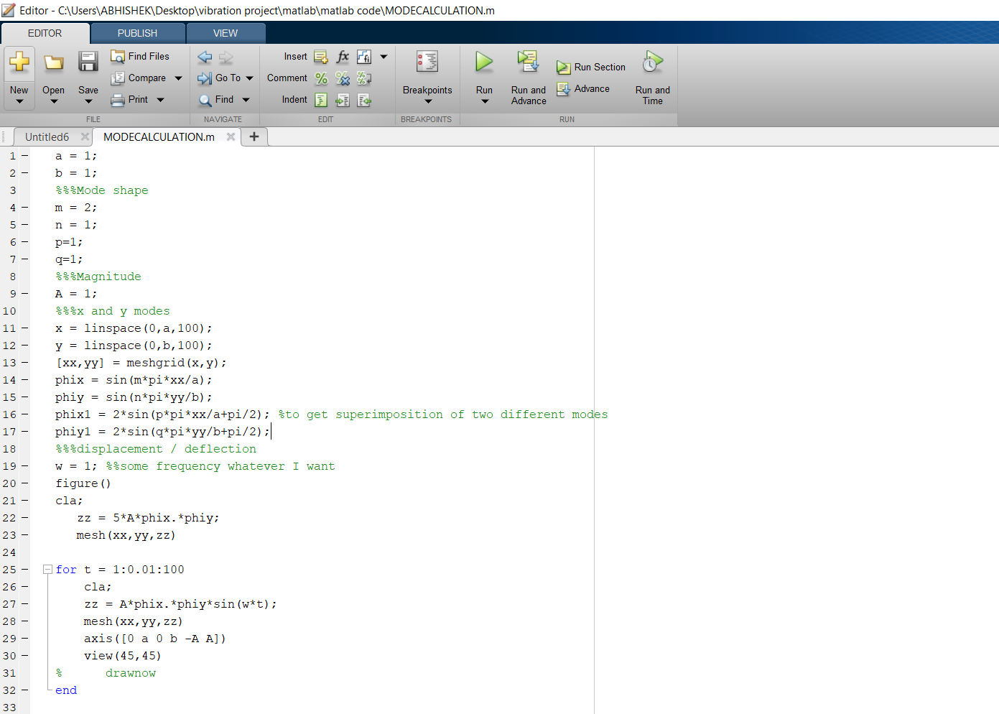 Editor - C:\Users\ABHISHEK\Desktop\vibration project\matlab\matlab code\MODECALCULATION.m
EDITOR PUBLISH VIEW
New Open Save Find Files Compare Print
FILE
Go To Find
NAVIGATE
Insert fx fi
Comment % % %
Indent
EDIT
Breakpoints
BREAKPOINTS
Run Run and Advance Run Section Advance Run and Time
RUN
Untitled6 MODECALCULATION.m +
1 a = 1;
2 b = 1;
3 %%%Mode shape
4 m = 2;
5 n = 1;
6 p=1;
7 q=1;
8 %%%Magnitude
9 A = 1;
10 %%%x and y modes
11 x = linspace(0,a,100);
12 y = linspace(0,b,100);
13 [xx,yy] = meshgrid(x,y);
14 phix = sin(m*pi*xx/a);
15 phiy = sin(n*pi*yy/b);
16 phix1 = 2*sin(p*pi*xx/a+pi/2); %to get superimposition of two different modes
17 phiy1 = 2*sin(q*pi*yy/b+pi/2);
18 %%%displacement / deflection
19 w = 1; %%some frequency whatever I want
20 figure()
21 cla;
22 zz = 5*A*phix.*phiy;
23 mesh(xx,yy,zz)
24
25 for t = 1:0.01:100
26 cla;
27 zz = A*phix.*phiy*sin(w*t);
28 mesh(xx,yy,zz)
29 axis([0 a 0 b -A A])
30 view(45,45)
31 % drawnow
32 end
33